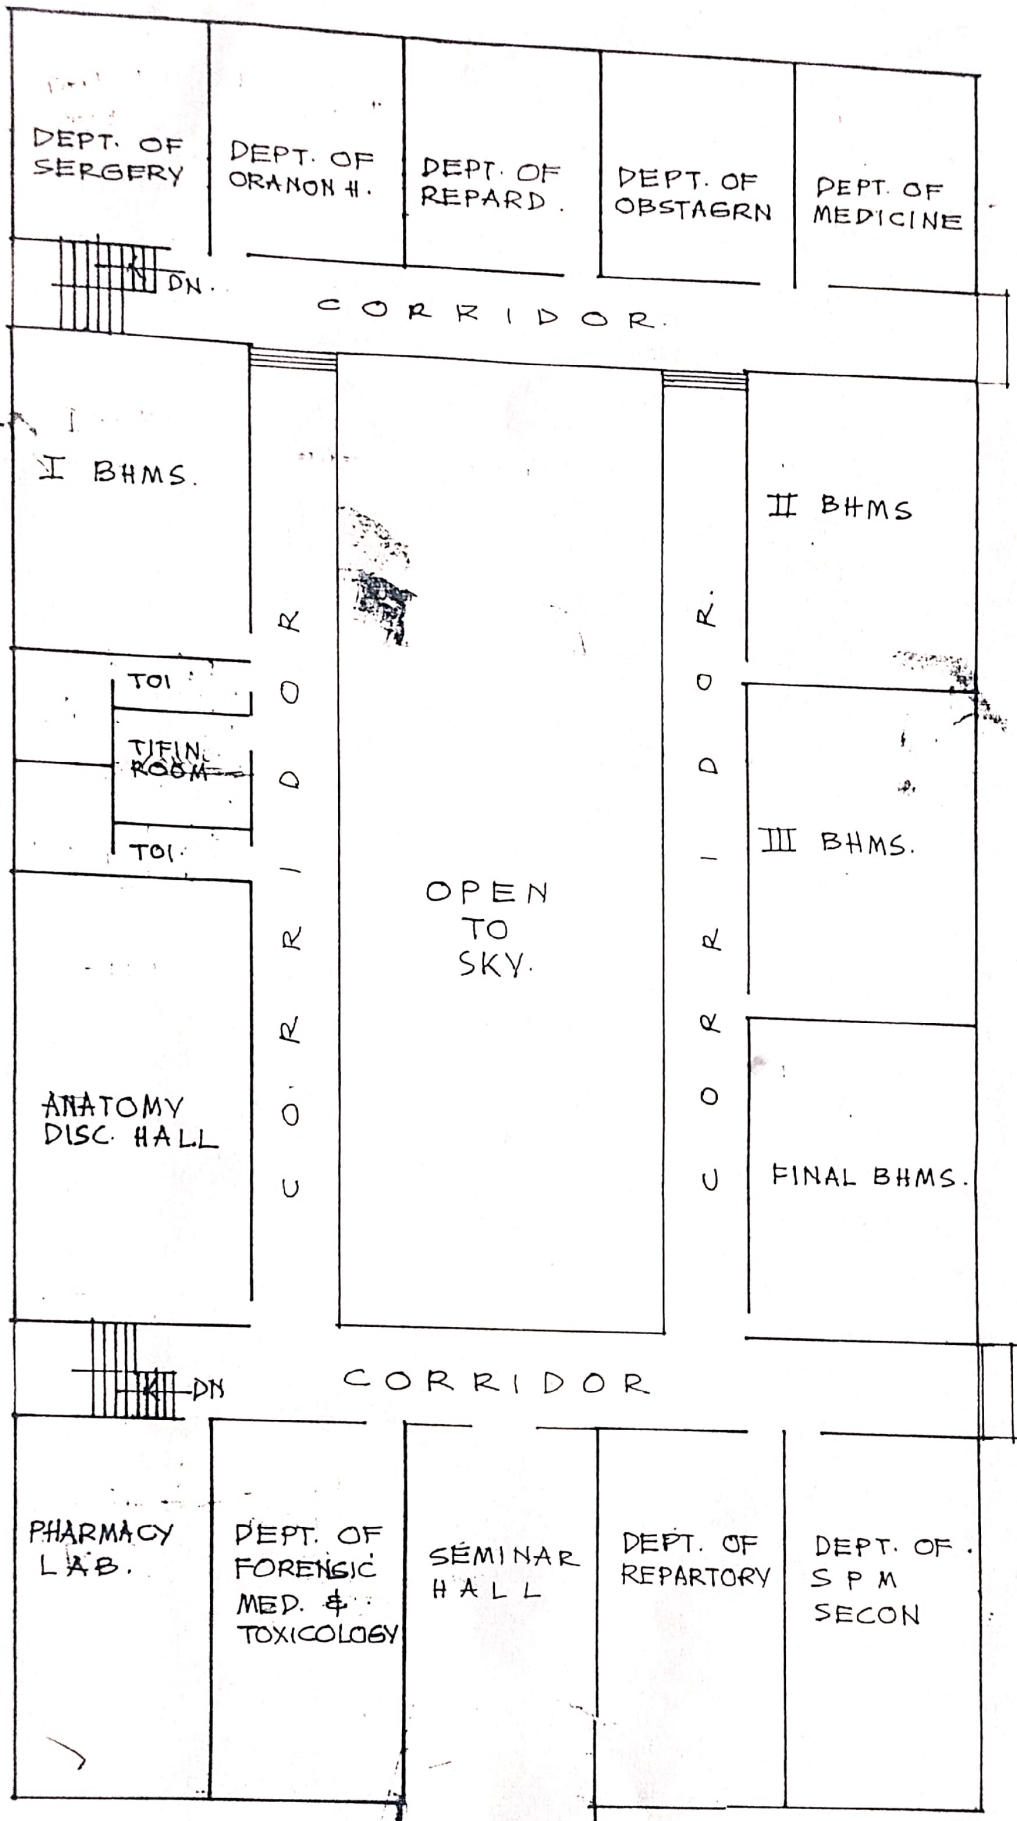 DEPT. OF
SERGERY
DEPT. OF
ORANON H.
DEPT. OF
REPARD.
DEPT. OF
OBSTAGRN
DEPT. OF
MEDICINE
DN.
CORRIDOR.
I BHMS.
II BHMS
TOI
TIFIN.
ROOM
TOI.
CORRIDOR
OPEN
TO
SKY.
CORRIDOR.
III BHMS.
ANATOMY
DISC. HALL
FINAL BHMS.
DN
CORRIDOR
PHARMACY
LAB.
DEPT. OF
FORENSIC
MED. &
TOXICOLOGY
SEMINAR
HALL
DEPT. OF
REPARTORY
DEPT. OF
S P M
SECON